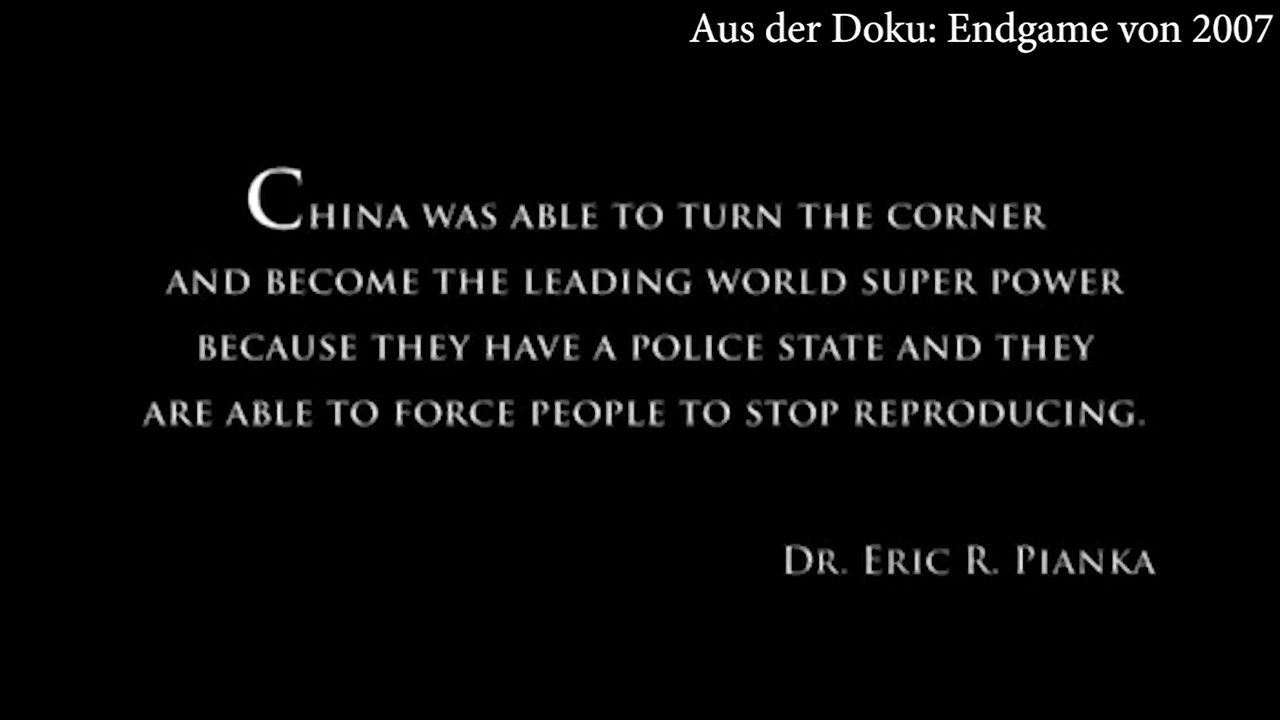 Aus der Doku: Endgame von 2007
CHINA WAS ABLE TO TURN THE CORNER
AND BECOME THE LEADING WORLD SUPER POWER
BECAUSE THEY HAVE A POLICE STATE AND THEY
ARE ABLE TO FORCE PEOPLE TO STOP REPRODUCING.
DR. ERIC R. PIANKA